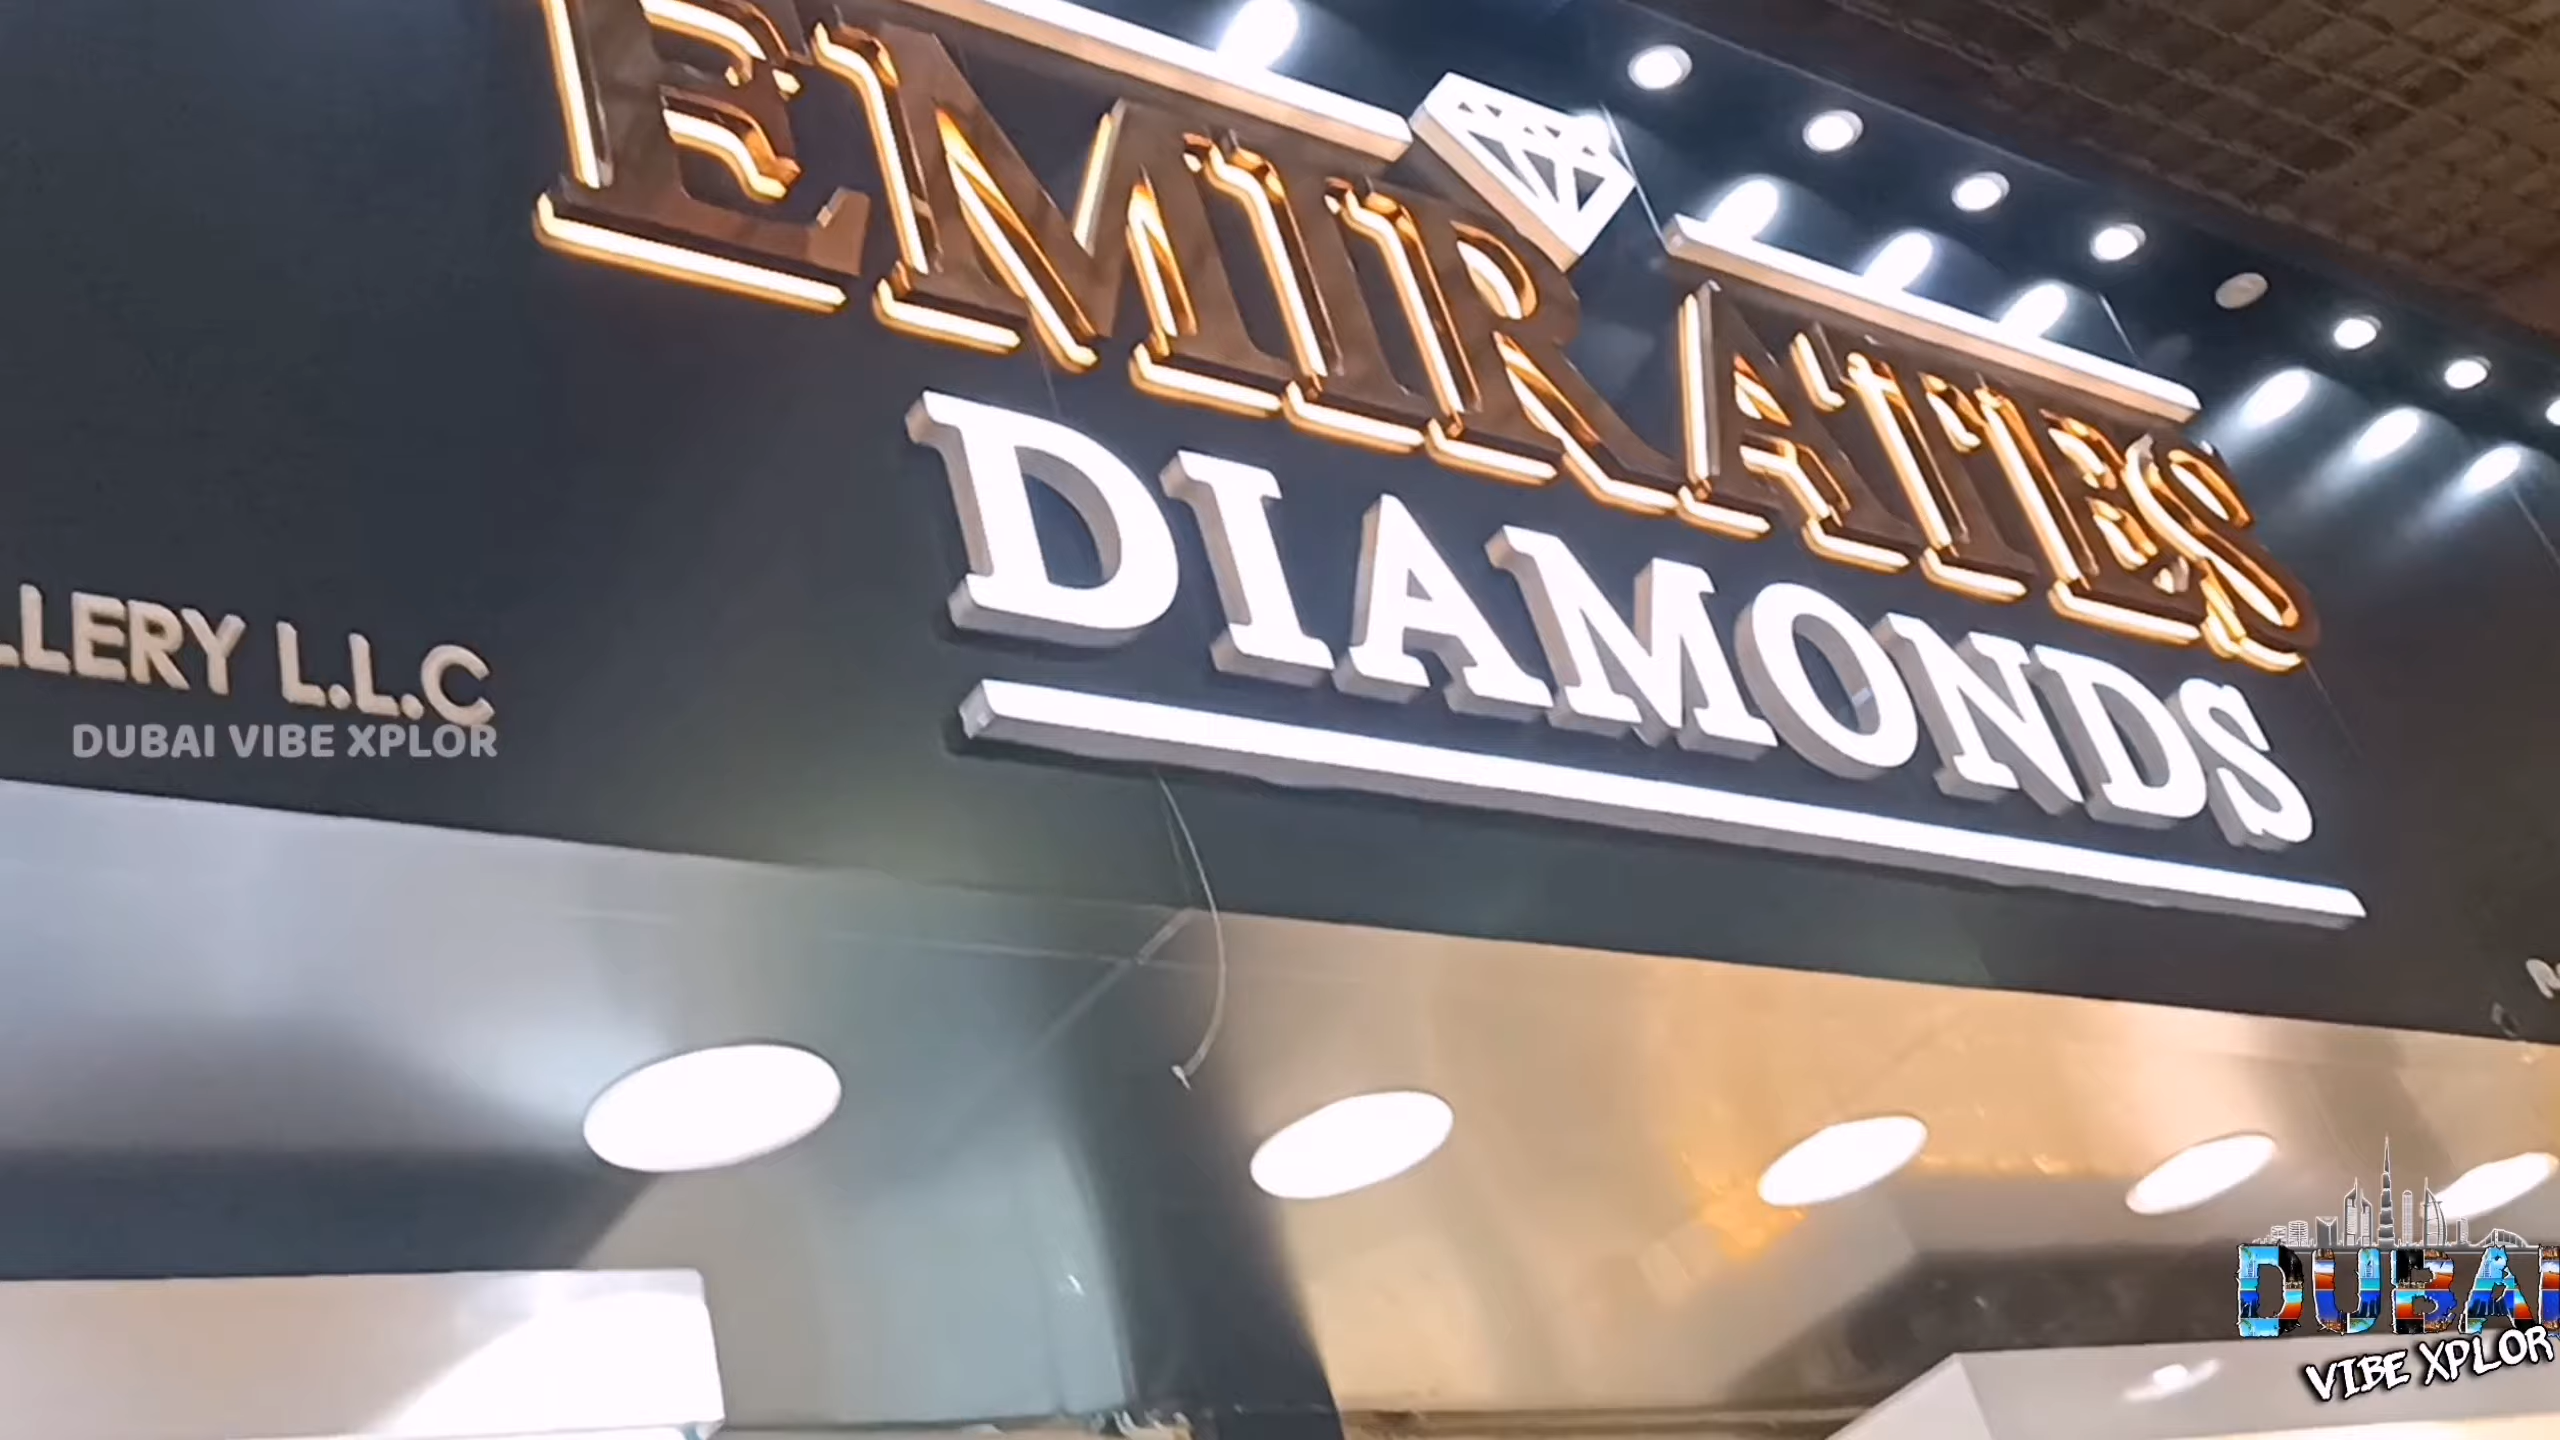 EMIRATES
DIAMONDS
LLERY L.L.C
DUBAI VIBE XPLOR
DUBAI
VIBE XPLOR